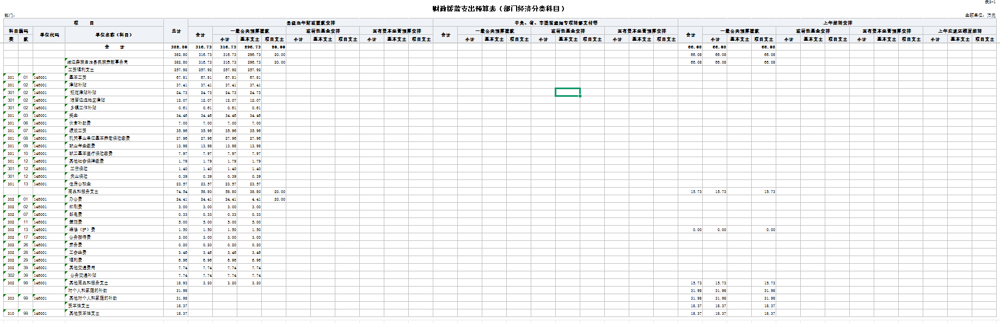 表2-1
财政拨款支出预算表（部门经济分类科目）
部门：
金额单位：万元
项 目 总计 县级当年财政拨款安排 中央、省、市提前通知专项转移支付等 上年结转安排
科目编码 单位代码 单位名称（科目） 合计 一般公共预算拨款 政府性基金安排 国有资本经营预算安排 合计 一般公共预算拨款 政府性基金安排 国有资本经营预算安排 合计 一般公共预算拨款 政府性基金安排 国有资本经营预算安排 上年应返还额度结转
类 款 小计 基本支出 项目支出 小计 基本支出 项目支出 小计 基本支出 项目支出 小计 基本支出 项目支出 小计 基本支出 项目支出 小计 基本支出 项目支出 小计 基本支出 项目支出 小计 基本支出 项目支出 小计 基本支出 项目支出 小计 基本支出 项目支出
合 计 382.80 316.73 316.73 296.73 20.00 66.08 66.08 66.08
382.80 316.73 316.73 296.73 20.00 66.08 66.08 66.08
峨边彝族自治县民族宗教事务局 382.80 316.73 316.73 296.73 20.00 66.08 66.08 66.08
工资福利支出 257.92 257.92 257.92 257.92
301 01 146001 基本工资 67.81 67.81 67.81 67.81
301 02 146001 津贴补贴 37.41 37.41 37.41 37.41
301 02 146001 规范津贴补贴 24.73 24.73 24.73 24.73
301 02 146001 艰苦边远地区津贴 12.07 12.07 12.07 12.07
301 02 146001 乡镇工作补贴 0.61 0.61 0.61 0.61
301 03 146001 奖金 34.46 34.46 34.46 34.46
301 06 146001 伙食补助费 7.00 7.00 7.00 7.00
301 07 146001 绩效工资 35.96 35.96 35.96 35.96
301 08 146001 机关事业单位基本养老保险缴费 27.96 27.96 27.96 27.96
301 09 146001 职业年金缴费 13.98 13.98 13.98 13.98
301 10 146001 职工基本医疗保险缴费 7.97 7.97 7.97 7.97
301 12 146001 其他社会保障缴费 1.79 1.79 1.79 1.79
301 12 146001 工伤保险 1.40 1.40 1.40 1.40
301 12 146001 失业保险 0.39 0.39 0.39 0.39
301 13 146001 住房公积金 23.57 23.57 23.57 23.57
商品和服务支出 74.54 58.80 58.80 38.80 20.00 15.73 15.73 15.73
302 01 146001 办公费 24.41 24.41 24.41 4.41 20.00
302 02 146001 印刷费 3.00 3.00 3.00 3.00
302 07 146001 邮电费 0.33 0.33 0.33 0.33
302 11 146001 差旅费 5.00 5.00 5.00 5.00
302 13 146001 维修（护）费 1.50 1.50 1.50 1.50 0.00 0.00 0.00
302 17 146001 公务接待费 3.00 3.00 3.00 3.00
302 26 146001 劳务费 0.20 0.20 0.20 0.20
302 28 146001 工会经费 3.46 3.46 3.46 3.46
302 29 146001 福利费 6.96 6.96 6.96 6.96
302 39 146001 其他交通费用 7.74 7.74 7.74 7.74
302 39 146001 公务交通补贴 7.74 7.74 7.74 7.74
302 99 146001 其他商品和服务支出 18.93 3.20 3.20 3.20 15.73 15.73 15.73
对个人和家庭的补助 31.98 31.98 31.98 31.98
303 99 146001 其他对个人和家庭的补助 31.98 31.98 31.98 31.98
资本性支出 18.37 18.37 18.37 18.37
310 99 146001 其他资本性支出 18.37 18.37 18.37 18.37